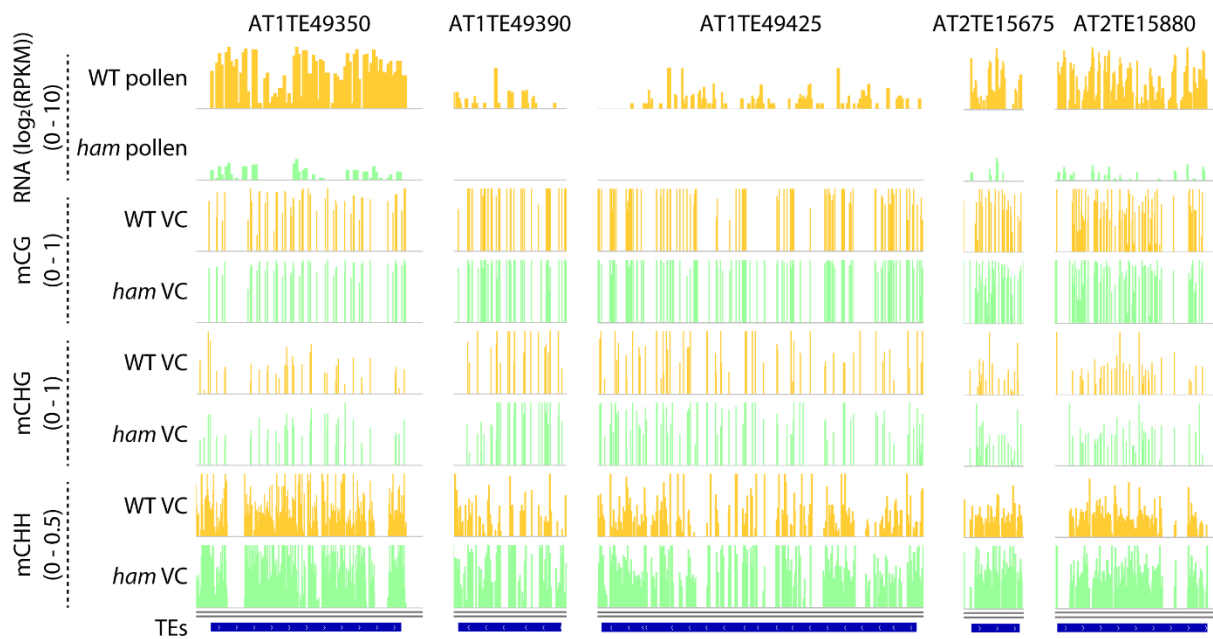 AT1TE49350 AT1TE49390 AT1TE49425 AT2TE15675 AT2TE15880
RNA (log₂(RPKM))
(0 - 10)
WT pollen
ham pollen
mCG
(0 - 1)
WT VC
ham VC
mCHG
(0 - 1)
WT VC
ham VC
mCHH
(0 - 0.5)
WT VC
ham VC
TEs